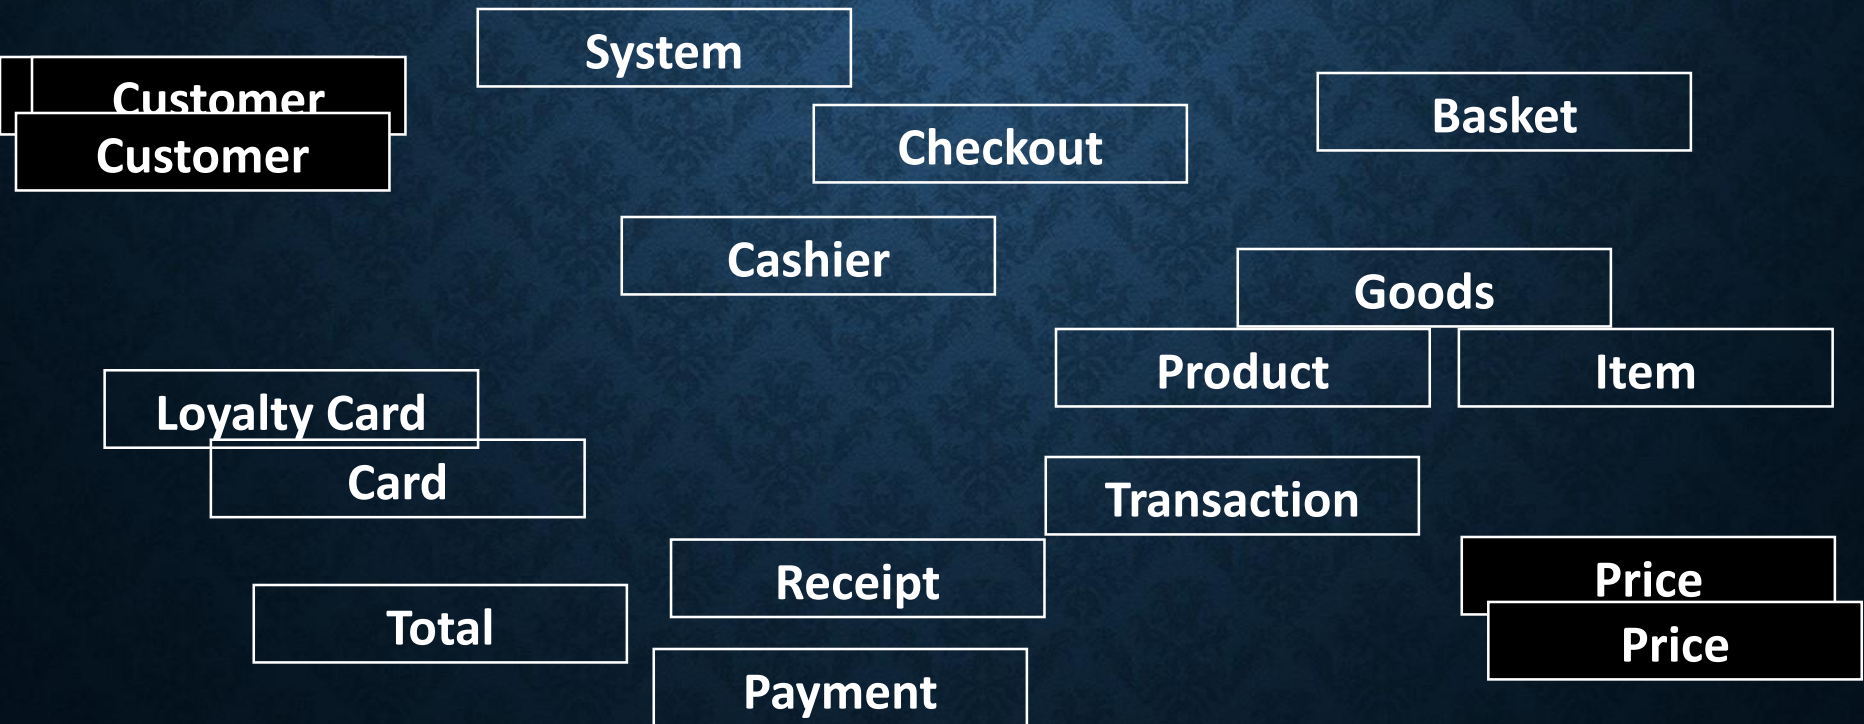 System
Customer
Customer
Basket
Checkout
Cashier
Goods
Product
Item
Loyalty Card
Card
Transaction
Receipt
Price
Total
Price
Payment